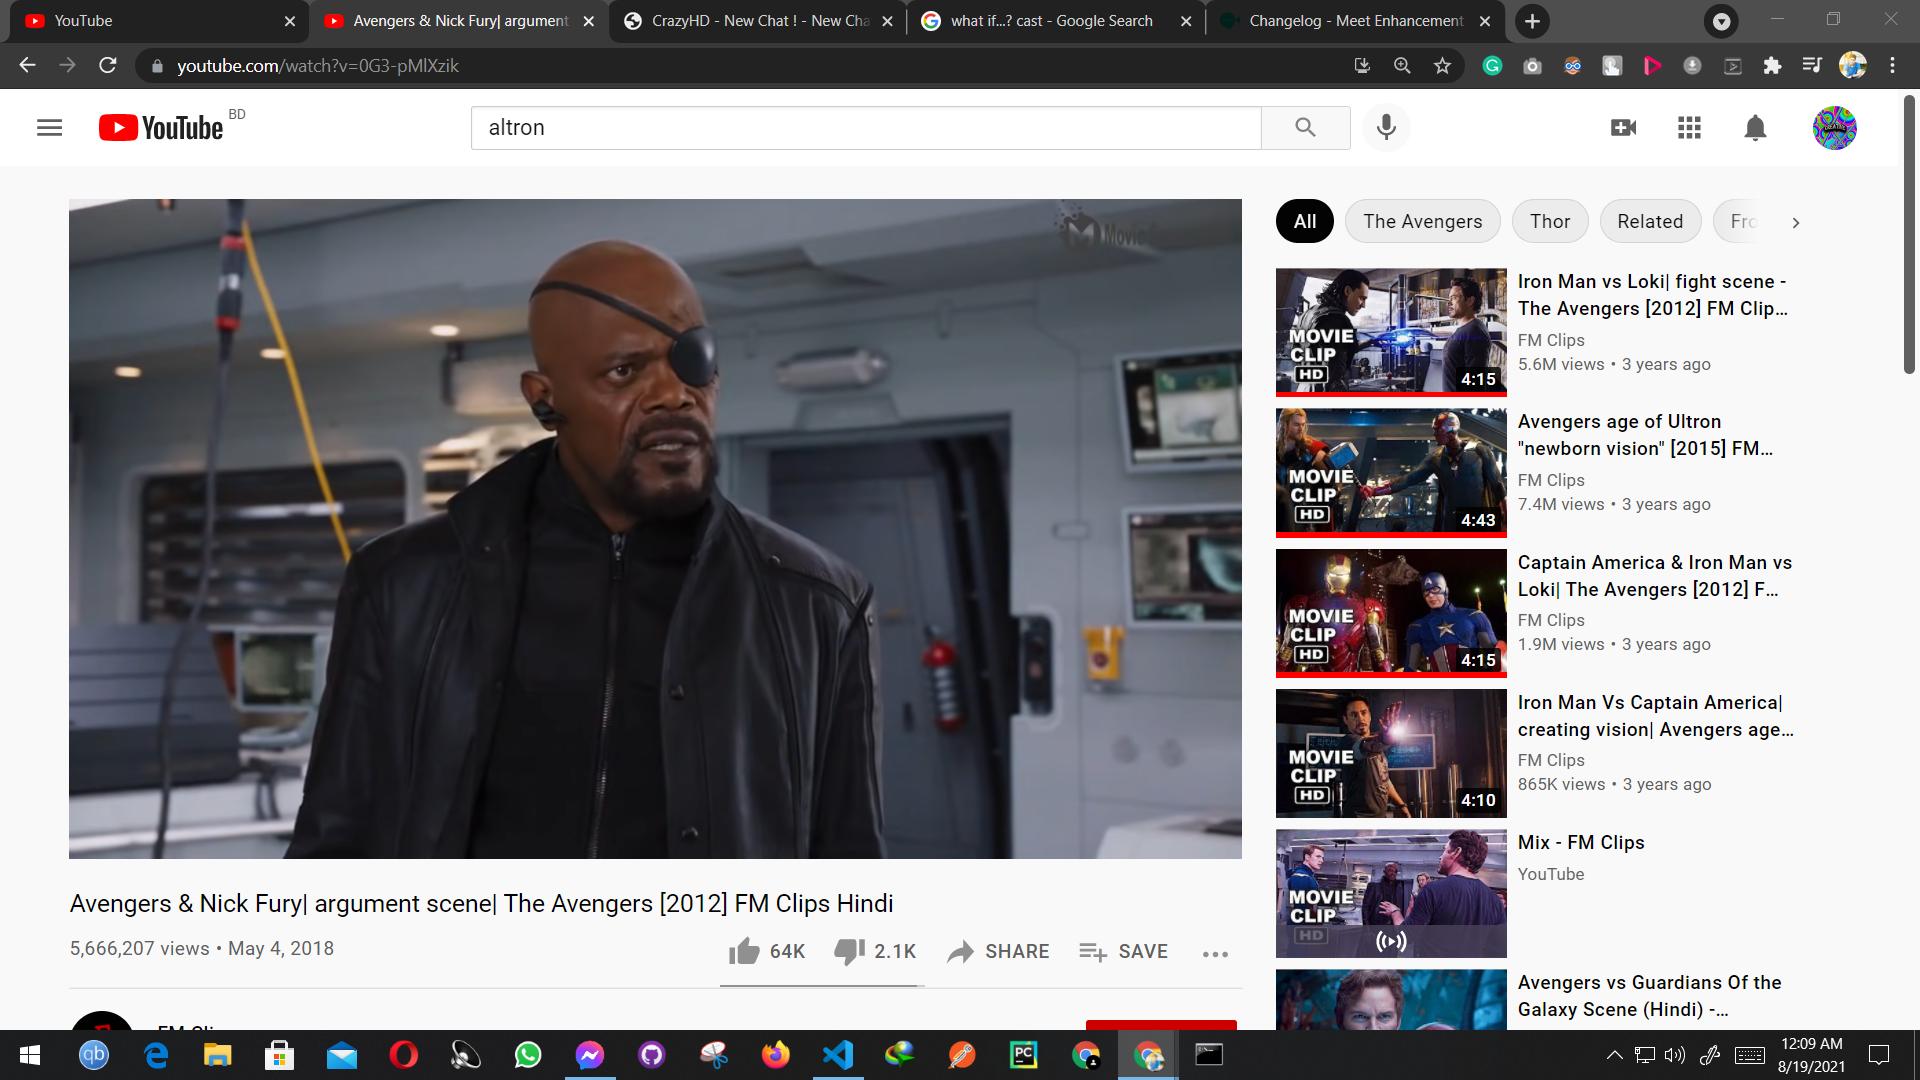 YouTube
Avengers & Nick Fury| argument
CrazyHD - New Chat ! - New Cha
what if...? cast - Google Search
Changelog - Meet Enhancement
youtube.com/watch?v=0G3-pMlXzik
YouTube BD
altron
Movie
All
The Avengers
Thor
Related
Fro
MOVIE
CLIP
HD
4:15
Iron Man vs Loki| fight scene -
The Avengers [2012] FM Clip...
FM Clips
5.6M views • 3 years ago
MOVIE
CLIP
HD
4:43
Avengers age of Ultron
"newborn vision" [2015] FM...
FM Clips
7.4M views • 3 years ago
MOVIE
CLIP
HD
4:15
Captain America & Iron Man vs
Loki| The Avengers [2012] F...
FM Clips
1.9M views • 3 years ago
MOVIE
CLIP
HD
4:10
Iron Man Vs Captain America|
creating vision| Avengers age...
FM Clips
865K views • 3 years ago
MOVIE
CLIP
HD
Mix - FM Clips
YouTube
Avengers vs Guardians Of the
Galaxy Scene (Hindi) -...
Avengers & Nick Fury| argument scene| The Avengers [2012] FM Clips Hindi
5,666,207 views • May 4, 2018
64K
2.1K
SHARE
SAVE
qb
PC
12:09 AM
8/19/2021